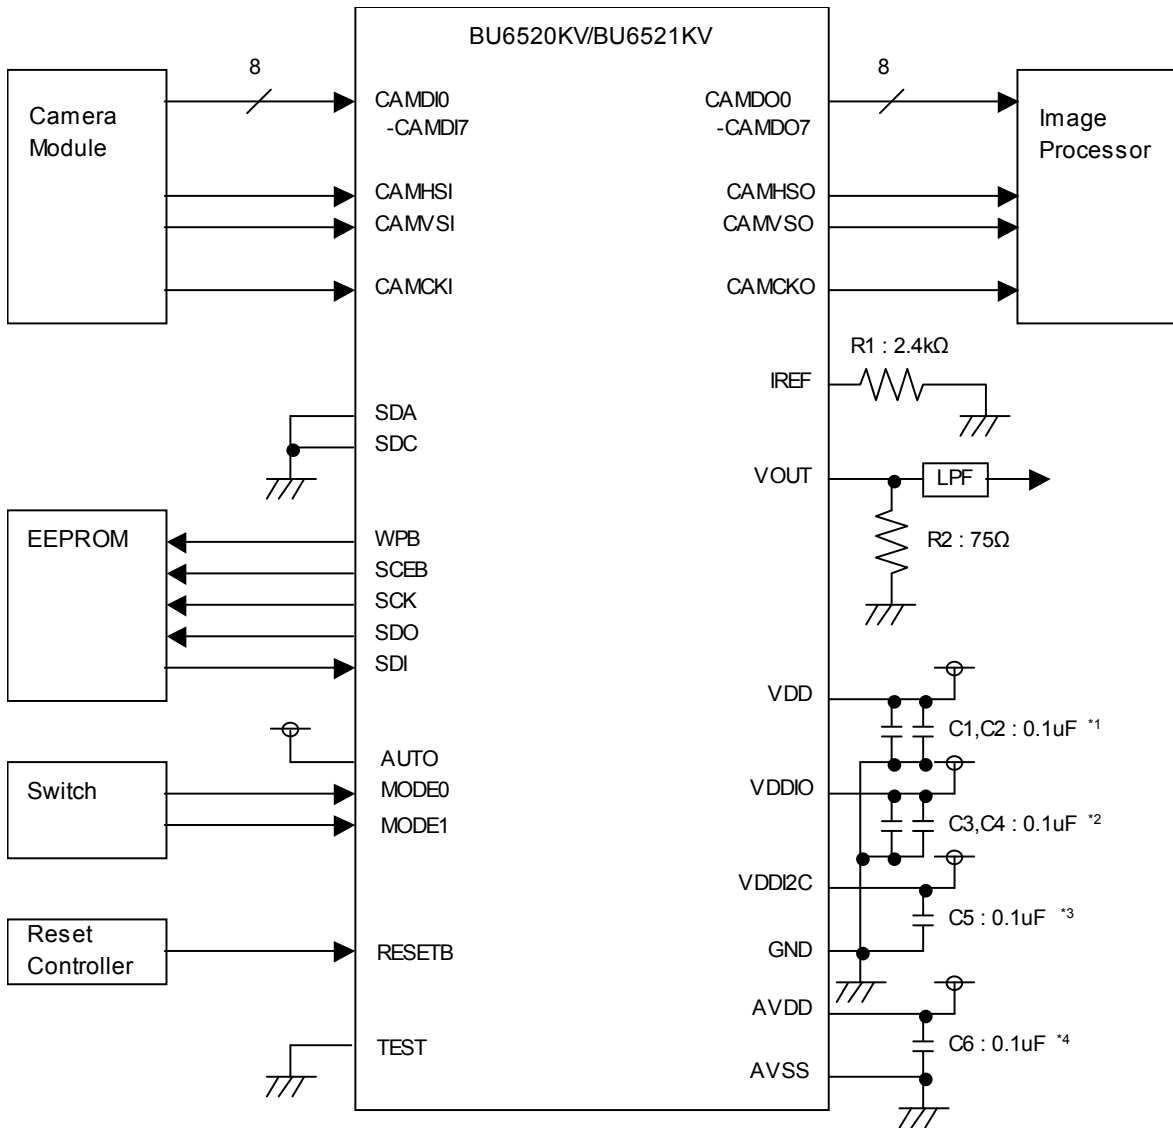 BU6520KV/BU6521KV
8
8
Camera
Module
CAMDI0
-CAMDI7
CAMHSI
CAMVSI
CAMCKI
CAMDO0
-CAMDO7
CAMHSO
CAMVSO
CAMCKO
Image
Processor
IREF
R1 : 2.4kΩ
SDA
SDC
VOUT
LPF
R2 : 75Ω
EEPROM
WPB
SCEB
SCK
SDO
SDI
VDD
C1,C2 : 0.1uF *1
AUTO
Switch
MODE0
MODE1
VDDIO
C3,C4 : 0.1uF *2
VDDI2C
C5 : 0.1uF *3
Reset
Controller
RESETB
GND
AVDD
C6 : 0.1uF *4
TEST
AVSS